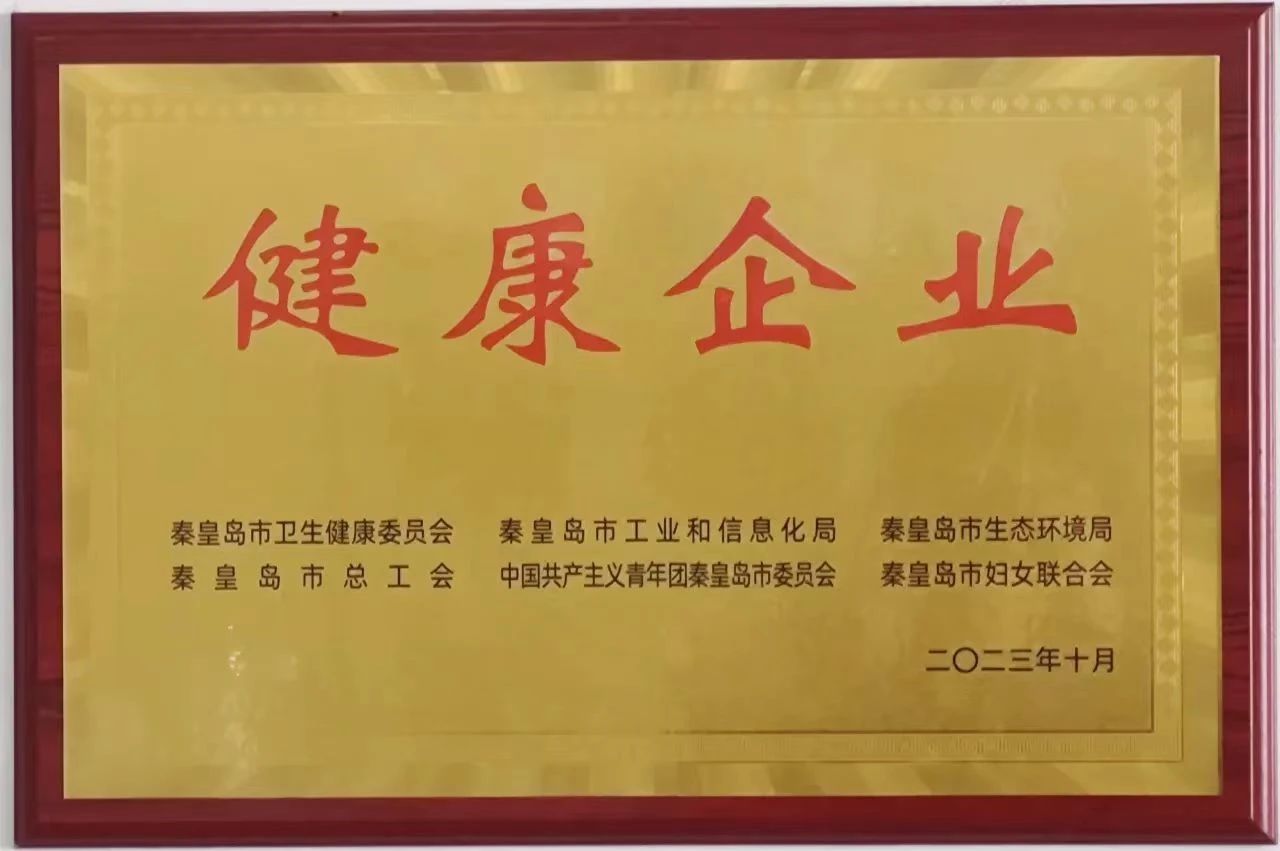 健康企业
秦皇岛市卫生健康委员会 秦皇岛市工业和信息化局 秦皇岛市生态环境局
秦皇岛市总工会 中国共产主义青年团秦皇岛市委员会 秦皇岛市妇女联合会
二〇二三年十月